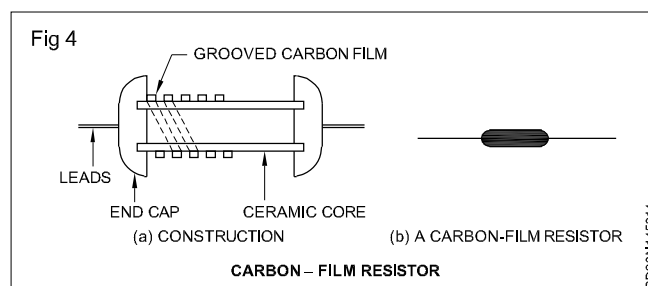 Fig 4
GROOVED CARBON FILM
LEADS
END CAP
CERAMIC CORE
(a) CONSTRUCTION
(b) A CARBON-FILM RESISTOR
CARBON – FILM RESISTOR